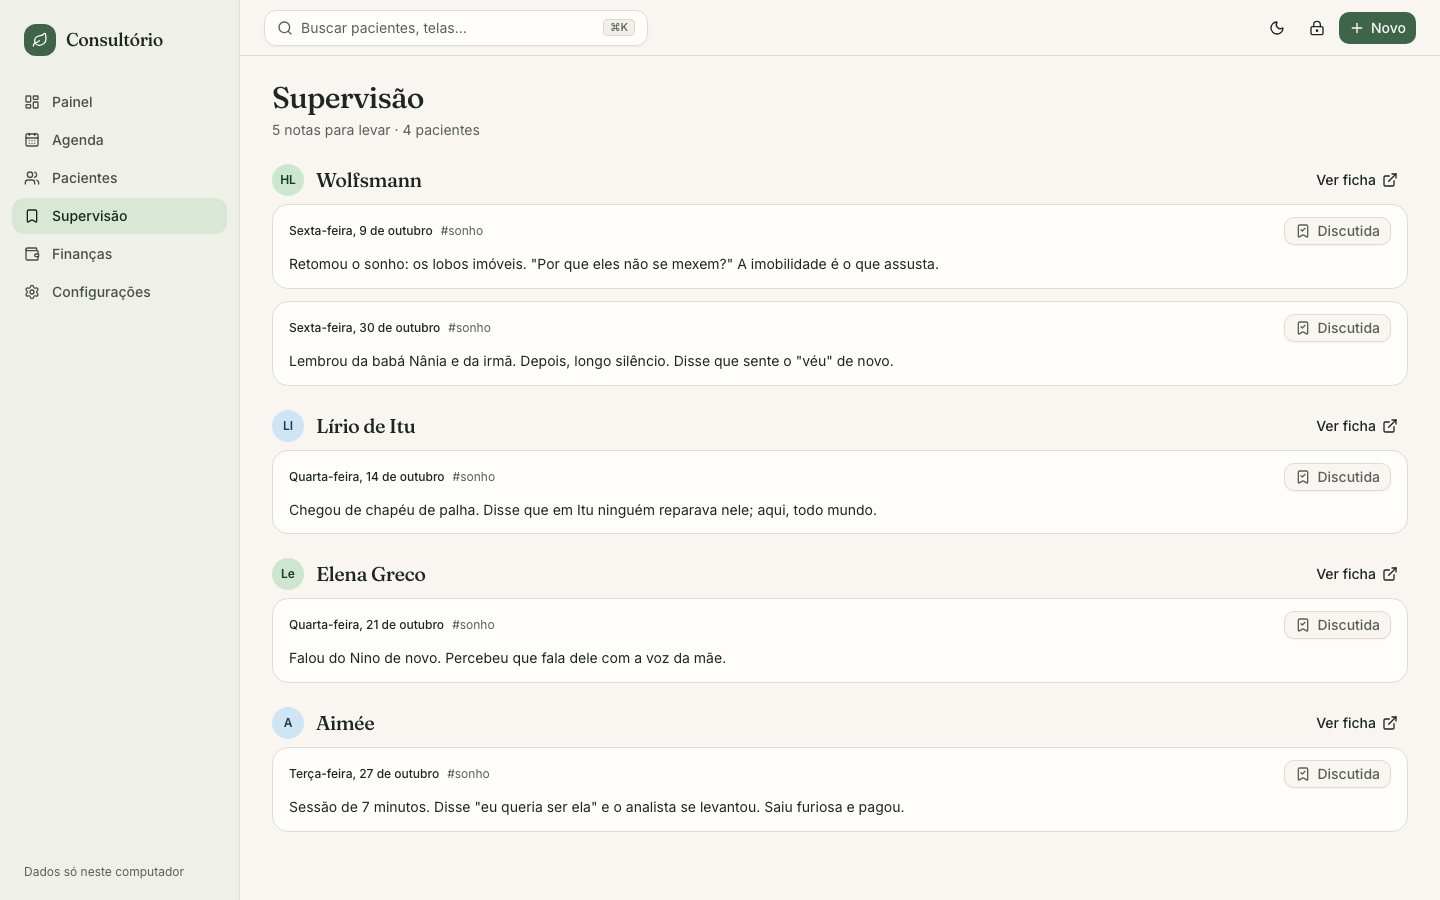 Consultório
Buscar pacientes, telas...
⌘K
Novo
Painel
Agenda
Pacientes
Supervisão
Finanças
Configurações
Dados só neste computador
Supervisão
5 notas para levar · 4 pacientes
HL Wolfsmann
Ver ficha
Sexta-feira, 9 de outubro #sonho
Discutida
Retomou o sonho: os lobos imóveis. "Por que eles não se mexem?" A imobilidade é o que assusta.
Sexta-feira, 30 de outubro #sonho
Discutida
Lembrou da babá Nânia e da irmã. Depois, longo silêncio. Disse que sente o "véu" de novo.
LI Lírio de Itu
Ver ficha
Quarta-feira, 14 de outubro #sonho
Discutida
Chegou de chapéu de palha. Disse que em Itu ninguém reparava nele; aqui, todo mundo.
Le Elena Greco
Ver ficha
Quarta-feira, 21 de outubro #sonho
Discutida
Falou do Nino de novo. Percebeu que fala dele com a voz da mãe.
A Aimée
Ver ficha
Terça-feira, 27 de outubro #sonho
Discutida
Sessão de 7 minutos. Disse "eu queria ser ela" e o analista se levantou. Saiu furiosa e pagou.